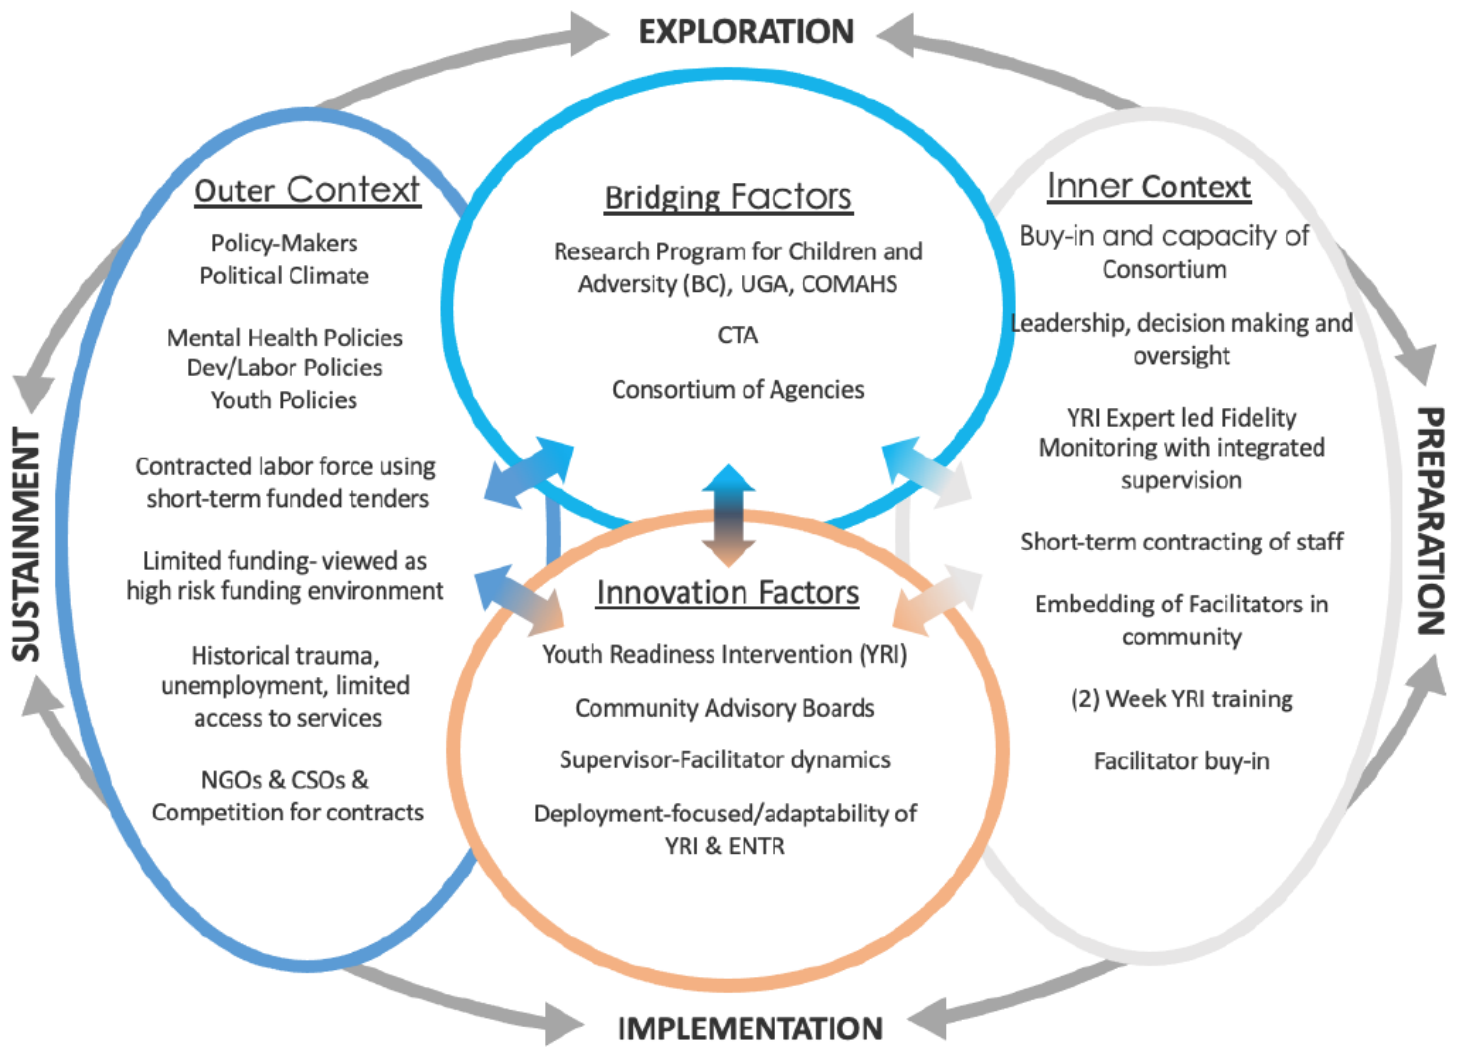 EXPLORATION
Outer Context
Policy-Makers
Political Climate
Mental Health Policies
Dev/Labor Policies
Youth Policies
Contracted labor force using
short-term funded tenders
Limited funding- viewed as
high risk funding environment
Historical trauma,
unemployment, limited
access to services
NGOs & CSOs &
Competition for contracts
Bridging Factors
Research Program for Children and
Adversity (BC), UGA, COMAHS
CTA
Consortium of Agencies
Innovation Factors
Youth Readiness Intervention (YRI)
Community Advisory Boards
Supervisor-Facilitator dynamics
Deployment-focused/adaptability of
YRI & ENTR
Inner Context
Buy-in and capacity of
Consortium
Leadership, decision making and
oversight
YRI Expert led Fidelity
Monitoring with integrated
supervision
Short-term contracting of staff
Embedding of Facilitators in
community
(2) Week YRI training
Facilitator buy-in
SUSTAINMENT
PREPARATION
IMPLEMENTATION